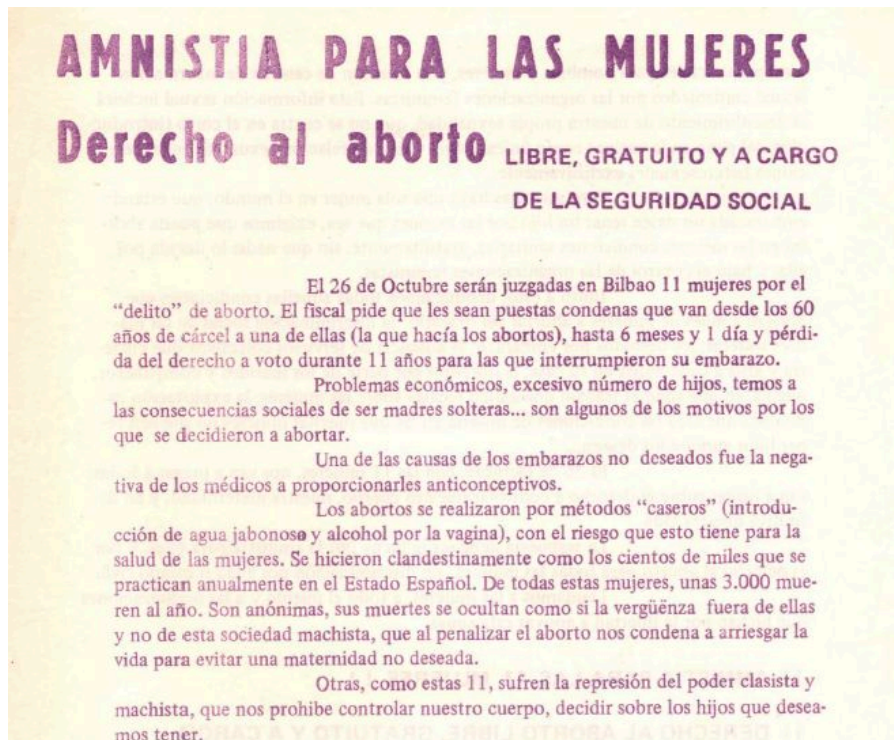 AMNISTIA PARA LAS MUJERES
Derecho al aborto LIBRE, GRATUITO Y A CARGO
DE LA SEGURIDAD SOCIAL
El 26 de Octubre serán juzgadas en Bilbao 11 mujeres por el
“delito” de aborto. El fiscal pide que les sean puestas condenas que van desde los 60
años de cárcel a una de ellas (la que hacía los abortos), hasta 6 meses y 1 día y pérdi-
da del derecho a voto durante 11 años para las que interrumpieron su embarazo.
Problemas económicos, excesivo número de hijos, temos a
las consecuencias sociales de ser madres solteras... son algunos de los motivos por los
que se decidieron a abortar.
Una de las causas de los embarazos no deseados fue la nega-
tiva de los médicos a proporcionarles anticonceptivos.
Los abortos se realizaron por métodos “caseros” (introdu-
cción de agua jabonosa y alcohol por la vagina), con el riesgo que esto tiene para la
salud de las mujeres. Se hicieron clandestinamente como los cientos de miles que se
practican anualmente en el Estado Español. De todas estas mujeres, unas 3.000 mue-
ren al año. Son anónimas, sus muertes se ocultan como si la vergüenza fuera de ellas
y no de esta sociedad machista, que al penalizar el aborto nos condena a arriesgar la
vida para evitar una maternidad no deseada.
Otras, como estas 11, sufren la represión del poder clasista y
machista, que nos prohibe controlar nuestro cuerpo, decidir sobre los hijos que desea-
mos tener.